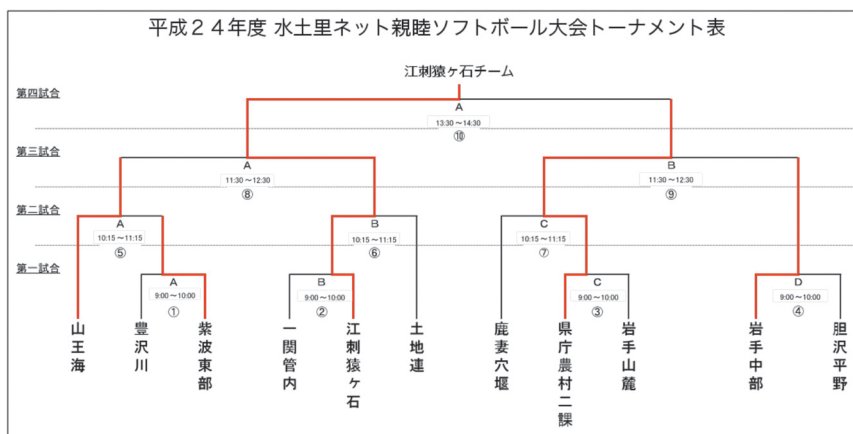 平成２４年度 水土里ネット親睦ソフトボール大会トーナメント表
江刺猿ヶ石チーム
第四試合
A
13:30～14:30
⑩
第三試合
A
11:30～12:30
⑧
B
11:30～12:30
⑨
第二試合
A
10:15～11:15
⑤
B
10:15～11:15
⑥
C
10:15～11:15
⑦
第一試合
A
9:00～10:00
①
B
9:00～10:00
②
C
9:00～10:00
③
D
9:00～10:00
④
山王海
豊沢川
紫波東部
一関管内
江刺猿ヶ石
土地連
鹿妻穴堰
県庁農村二課
岩手山麓
岩手中部
胆沢平野